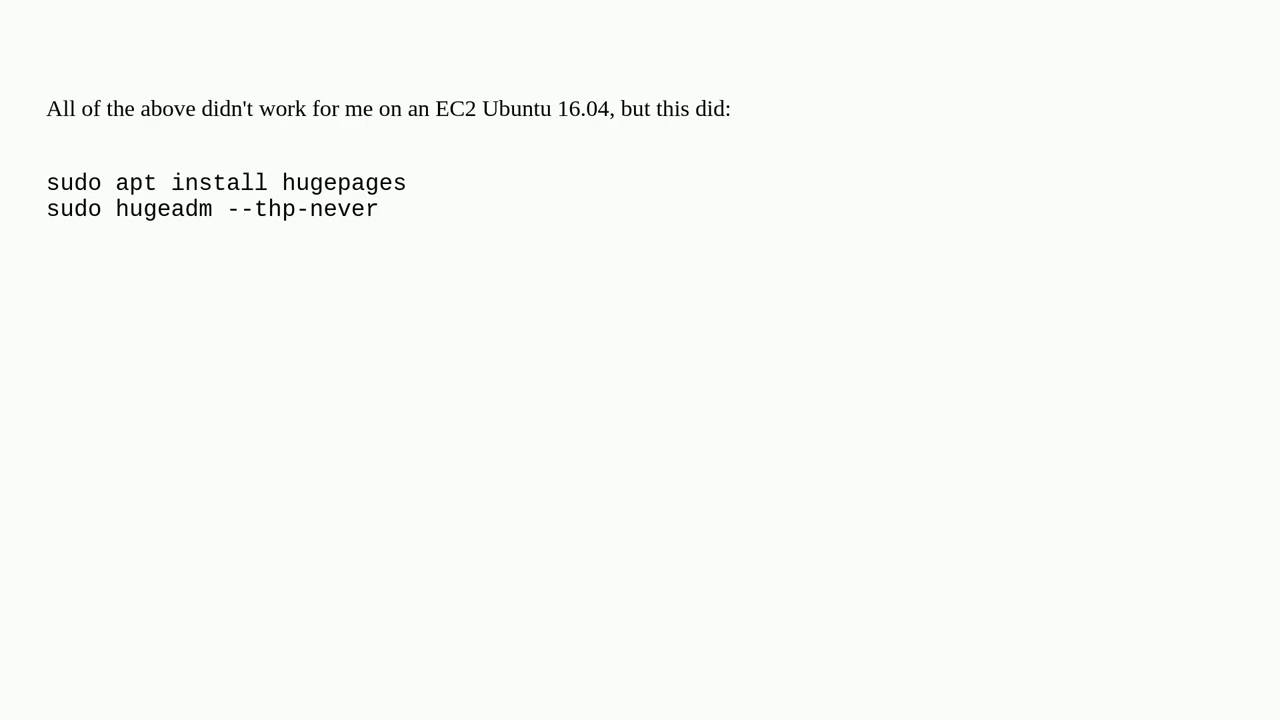 All of the above didn't work for me on an EC2 Ubuntu 16.04, but this did:
sudo apt install hugepages
sudo hugeadm --thp-never